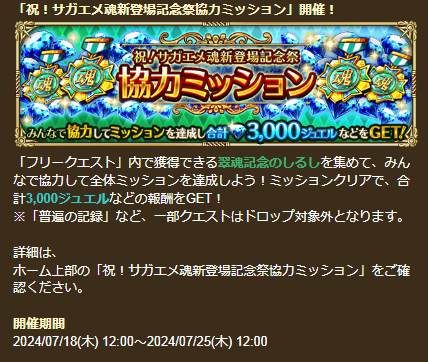 「祝！サガエメ魂新登場記念祭協力ミッション」開催！
魂
魂
魂
魂
祝！サガエメ魂新登場記念祭
協力ミッション
みんなで協力してミッションを達成し合計3,000ジュエルなどをGET！
「フリークエスト」内で獲得できる翠魂記念のしるしを集めて、みん
なで協力して全体ミッションを達成しよう！ミッションクリアで、合
計3,000ジュエルなどの報酬をGET！
※「普遍の記録」など、一部クエストはドロップ対象外となります。
詳細は、
ホーム上部の「祝！サガエメ魂新登場記念祭協力ミッション」をご確
認ください。
開催期間
2024/07/18(木) 12:00～2024/07/25(木) 12:00